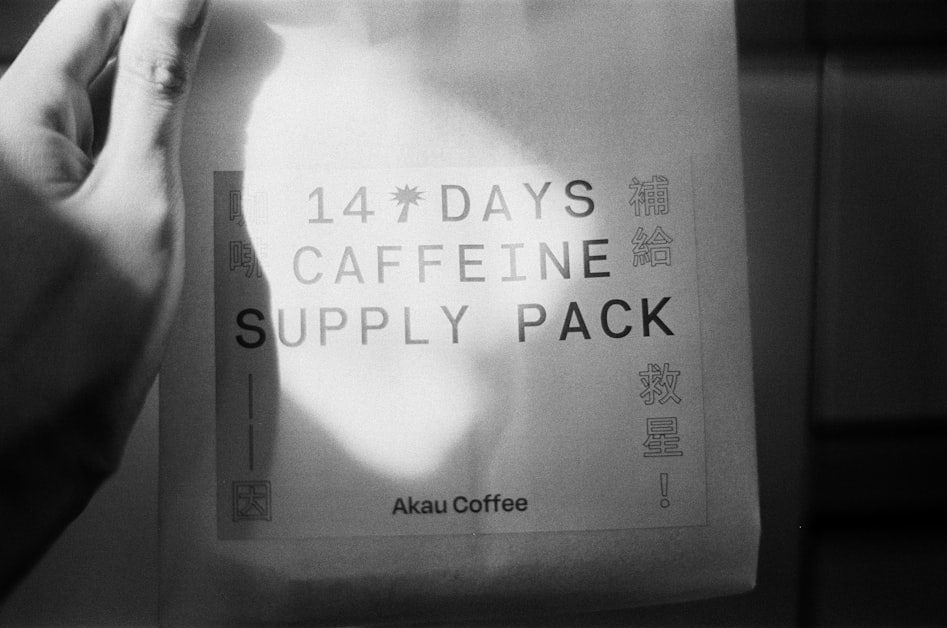 14 DAYS
CAFFEINE
SUPPLY PACK
咖啡——因
補給救星！
Akau Coffee